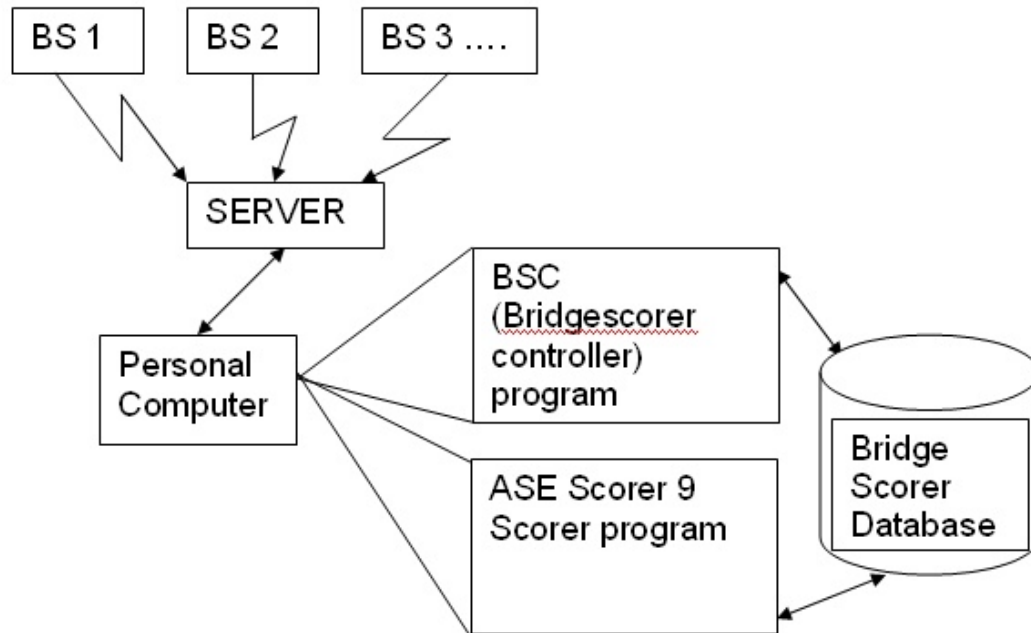 BS 1
BS 2
BS 3 ....
SERVER
Personal
Computer
BSC
(Bridgescorer
controller)
program
ASE Scorer 9
Scorer program
Bridge
Scorer
Database